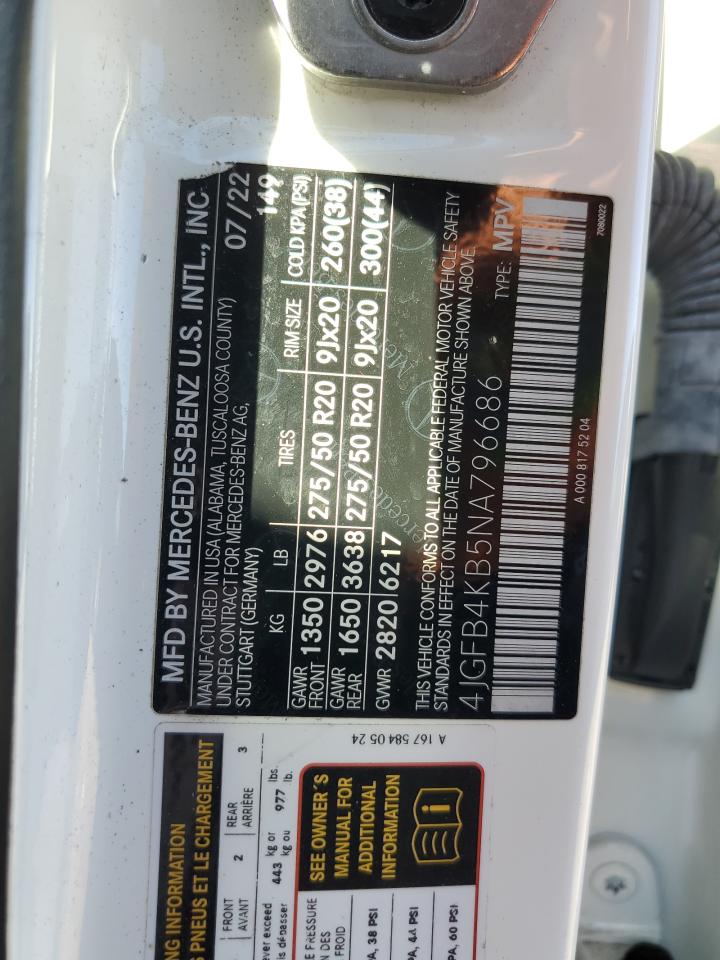 MFD BY MERCEDES-BENZ U.S. INTL., INC
MANUFACTURED IN USA (ALABAMA, TUSCALOOSA COUNTY) 07/22
UNDER CONTRACT FOR MERCEDES-BENZ AG, 149
STUTTGART (GERMANY)
KG LB TIRES RIM SIZE COLD KPA (PSI)
GAWR FRONT 1350 2976 275/50 R20 9Jx20 260(38)
GAWR REAR 1650 3638 275/50 R20 9Jx20 300(44)
GVWR 2820 6217
THIS VEHICLE CONFORMS TO ALL APPLICABLE FEDERAL MOTOR VEHICLE SAFETY
STANDARDS IN EFFECT ON THE DATE OF MANUFACTURE SHOWN ABOVE.
4JGFB4KB5NA796686 TYPE: MPV
A 000 817 52 04
7080022
A 167 584 05 24
NG INFORMATION
S PNEUS ET LE CHARGEMENT
FRONT 2 REAR 3
AVANT ARRIÈRE
ver exceed 443 kg or 977 lbs.
is dépasser kg ou lb.
E PRESSURE
N DES
FROID
SEE OWNER'S
MANUAL FOR
ADDITIONAL
INFORMATION
A, 38 PSI
PA, 44 PSI
PA, 60 PSI